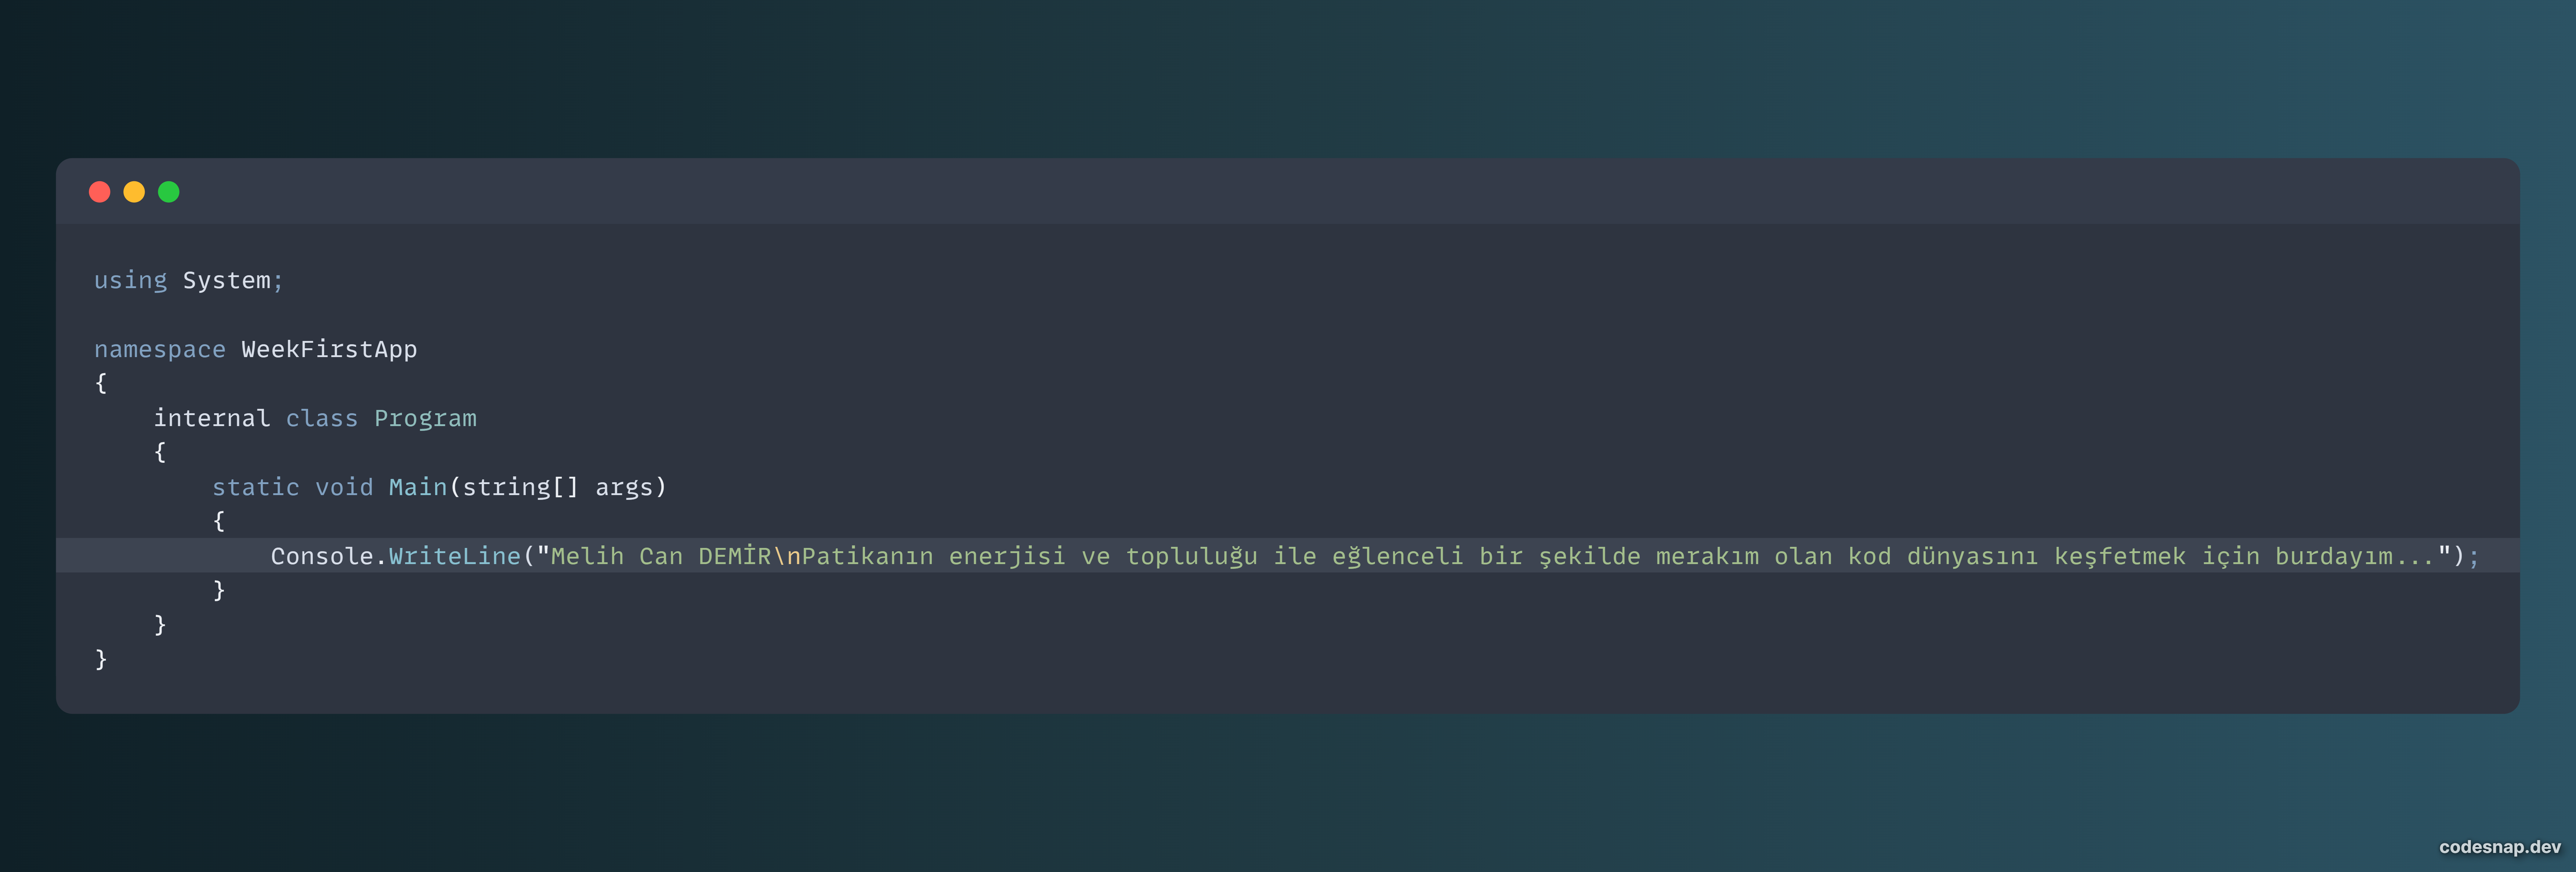 using System;
namespace WeekFirstApp
{
    internal class Program
    {
        static void Main(string[] args)
        {
            Console.WriteLine("Melih Can DEMİR\nPatikanın enerjisi ve topluluğu ile eğlenceli bir şekilde merakım olan kod dünyasını keşfetmek için burdayım...");
        }
    }
}
codesnap.dev